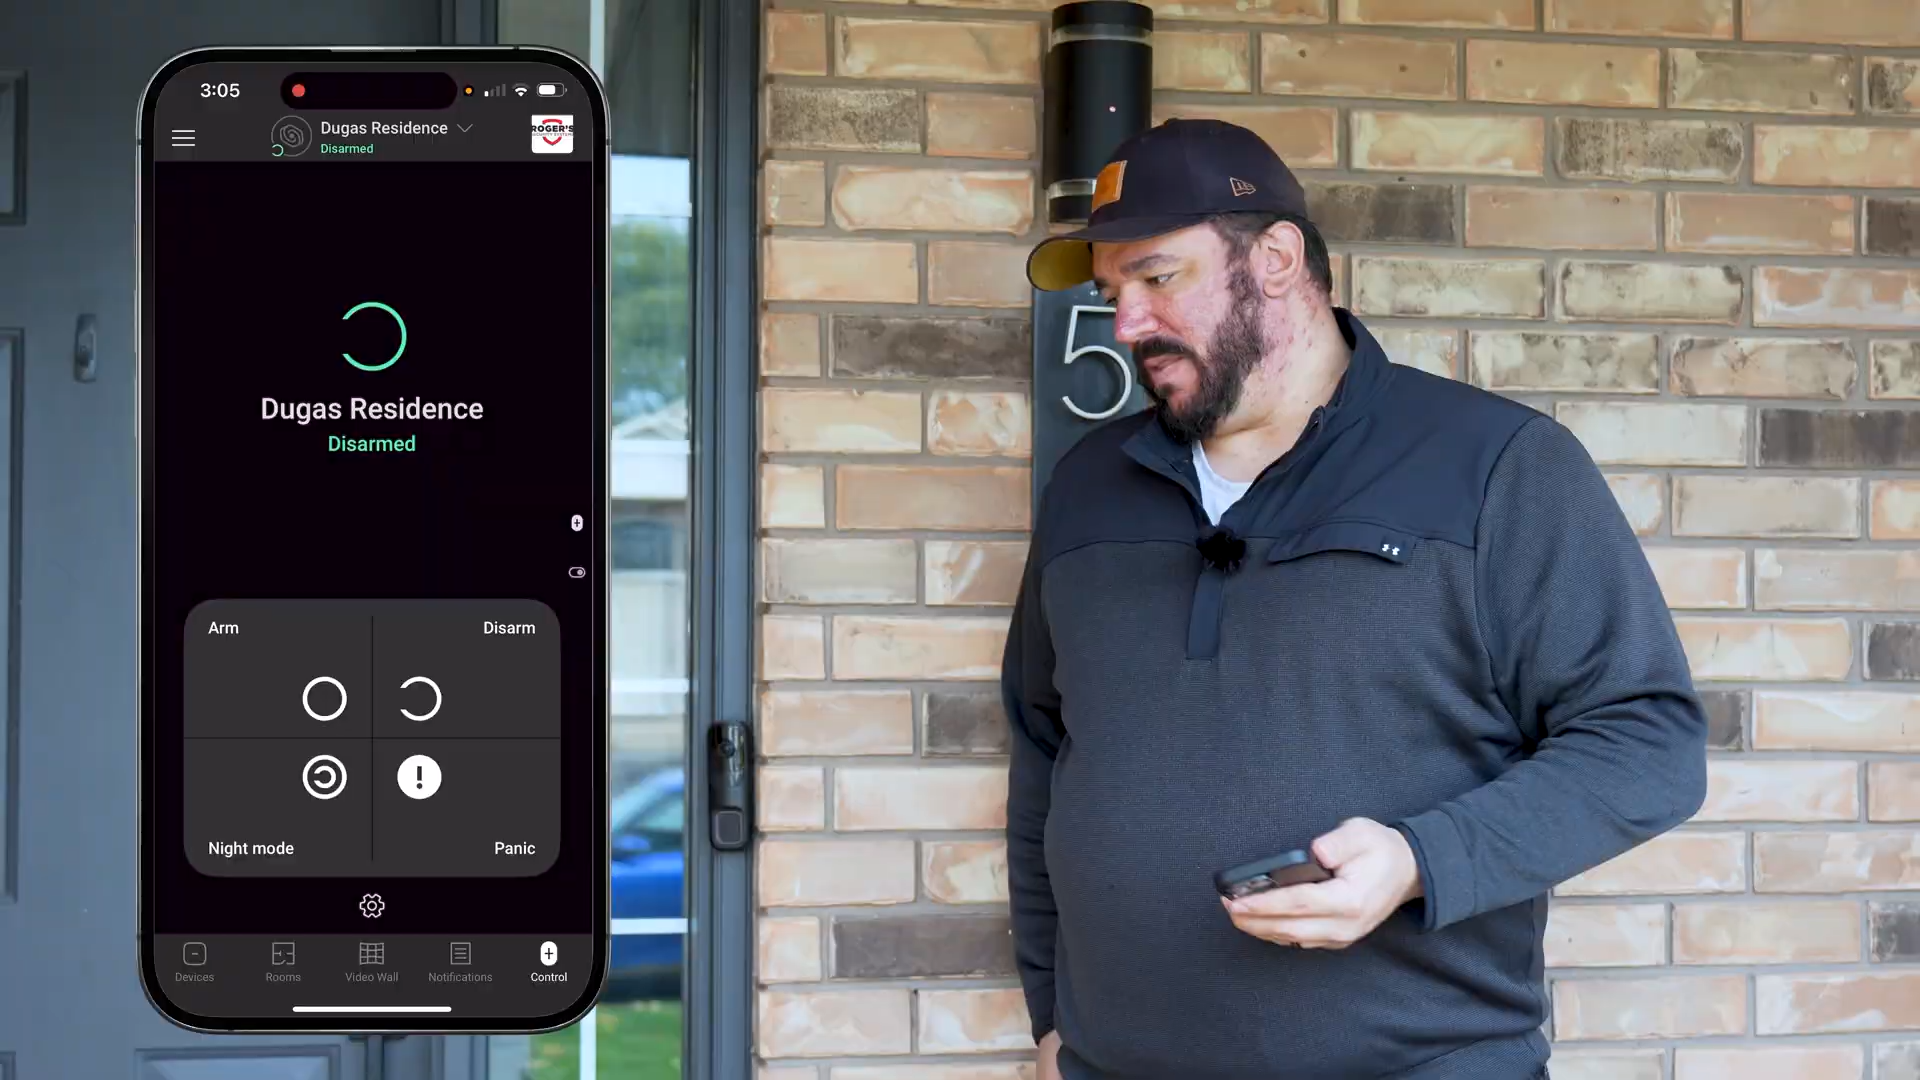 3:05
Dugas Residence
Disarmed
ROGER'S
Dugas Residence
Disarmed
Arm
Disarm
Night mode
Panic
Devices
Rooms
Video Wall
Notifications
Control
5